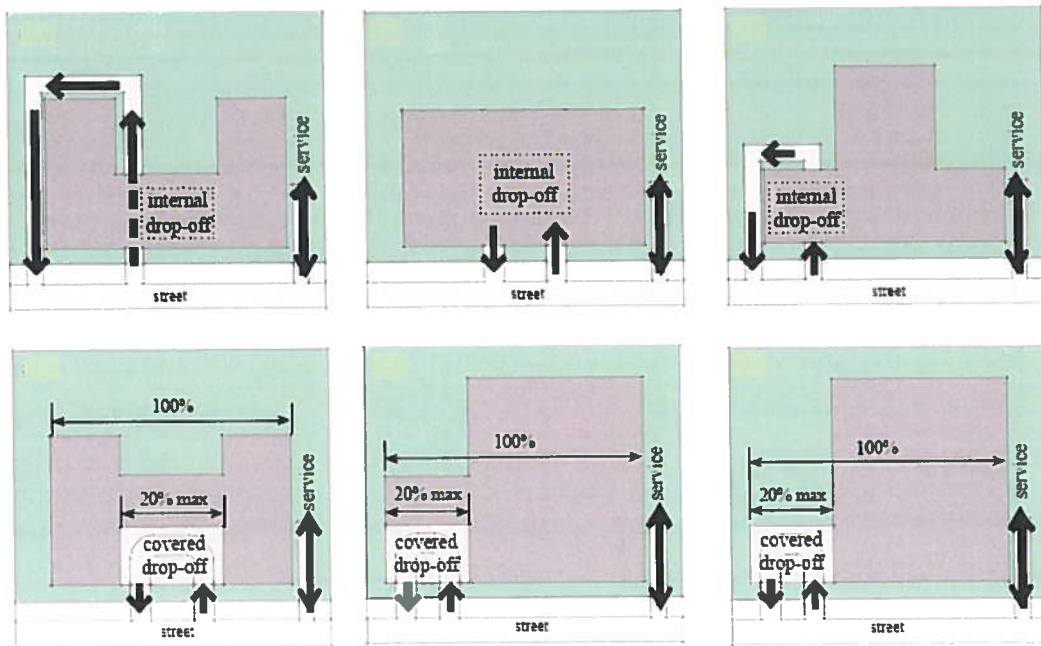 service
internal
drop-off
street
service
internal
drop-off
street
service
internal
drop-off
street
100%
20% max
service
covered
drop-off
street
100%
20% max
service
covered
drop-off
street
100%
20% max
service
covered
drop-off
street